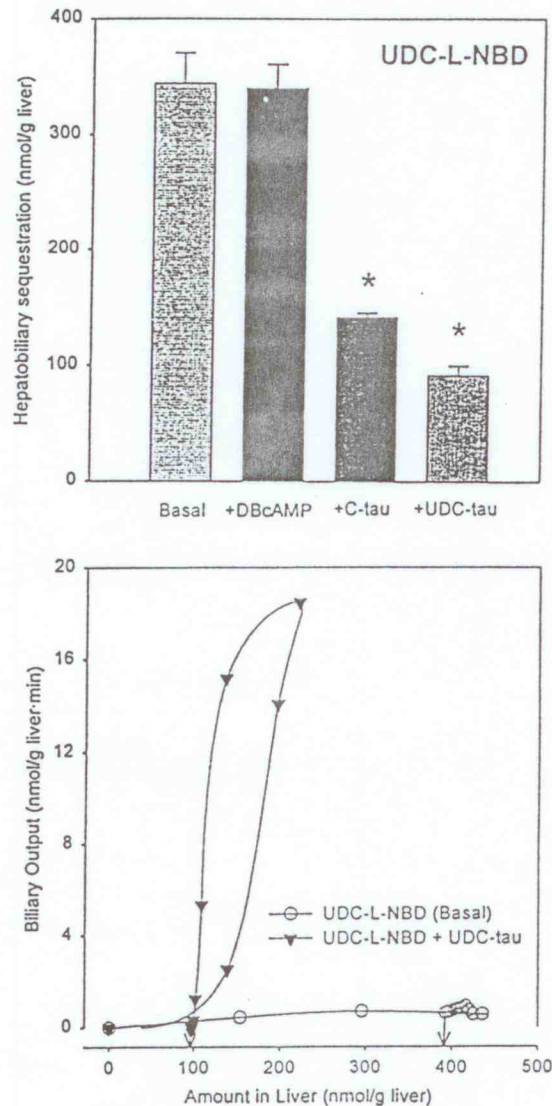 400
UDC-L-NBD
300
200
100
0
Hepatobiliary sequestration (nmol/g liver)
*
*
Basal +DBcAMP +C-tau +UDC-tau
20
16
12
8
4
0
Biliary Output (nmol/g liver·min)
UDC-L-NBD (Basal)
UDC-L-NBD + UDC-tau
0 100 200 300 400 500
Amount in Liver (nmol/g liver)